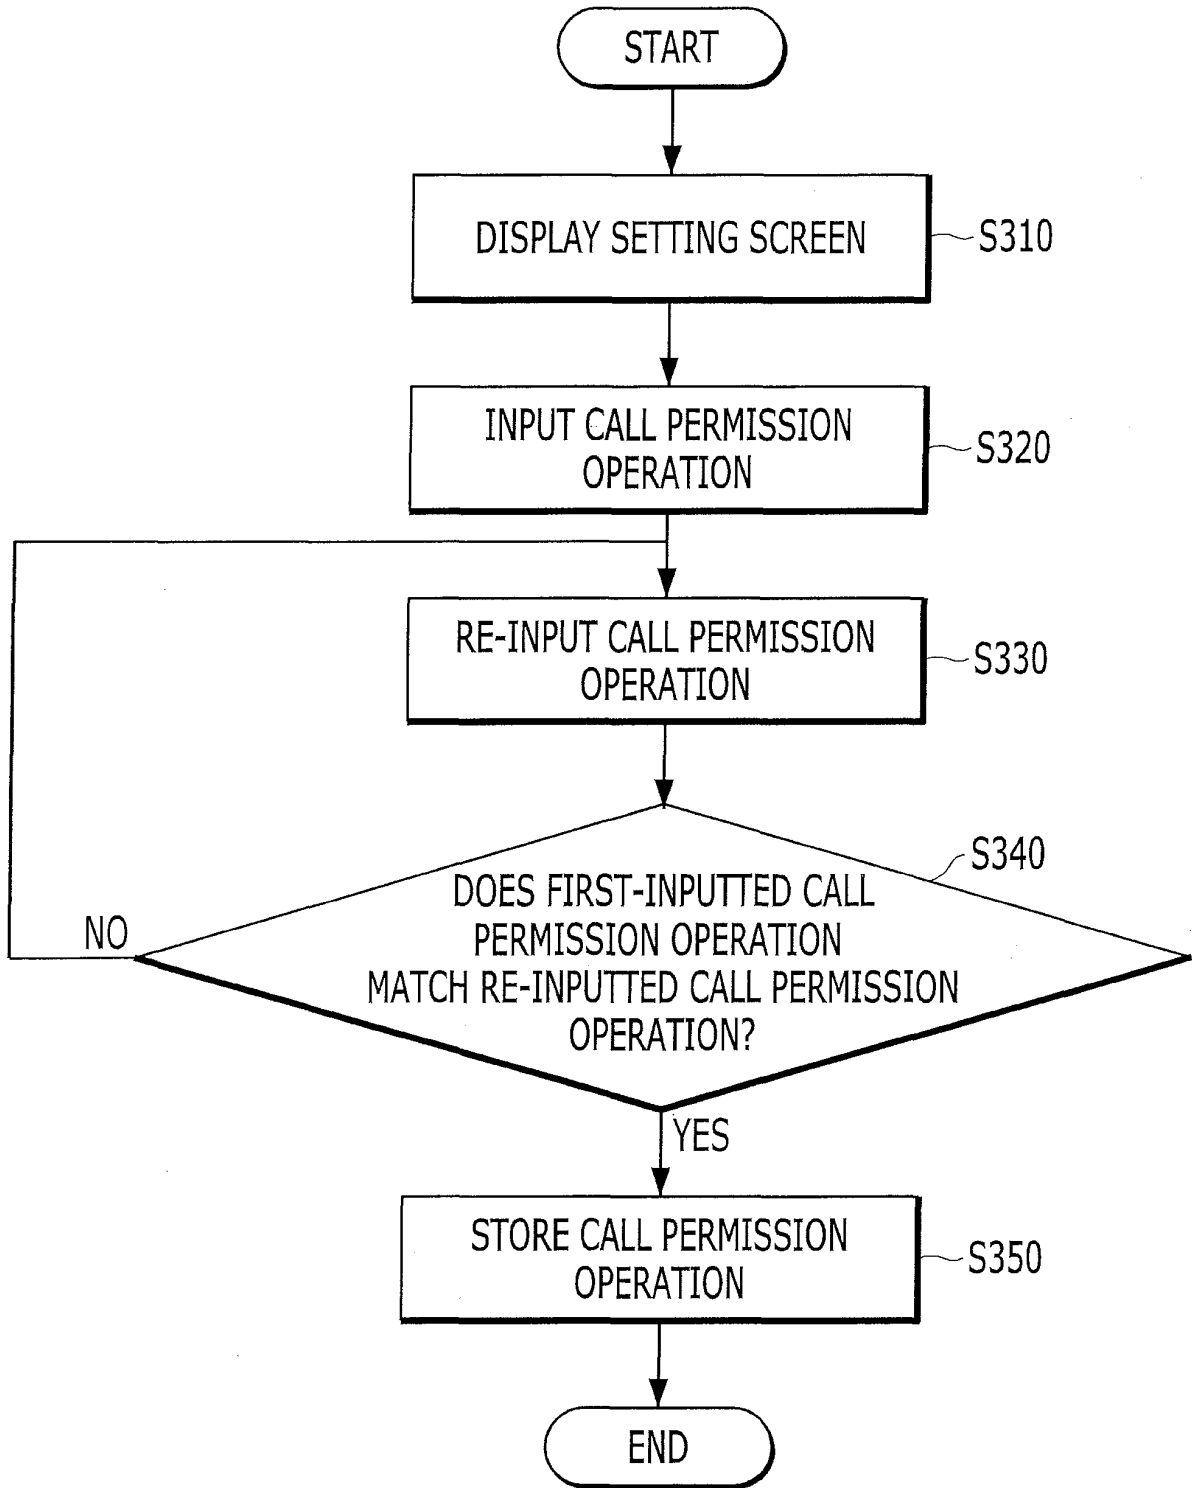 START
DISPLAY SETTING SCREEN
S310
INPUT CALL PERMISSION
OPERATION
S320
RE-INPUT CALL PERMISSION
OPERATION
S330
S340
DOES FIRST-INPUTTED CALL
PERMISSION OPERATION
MATCH RE-INPUTTED CALL PERMISSION
OPERATION?
NO
YES
STORE CALL PERMISSION
OPERATION
S350
END